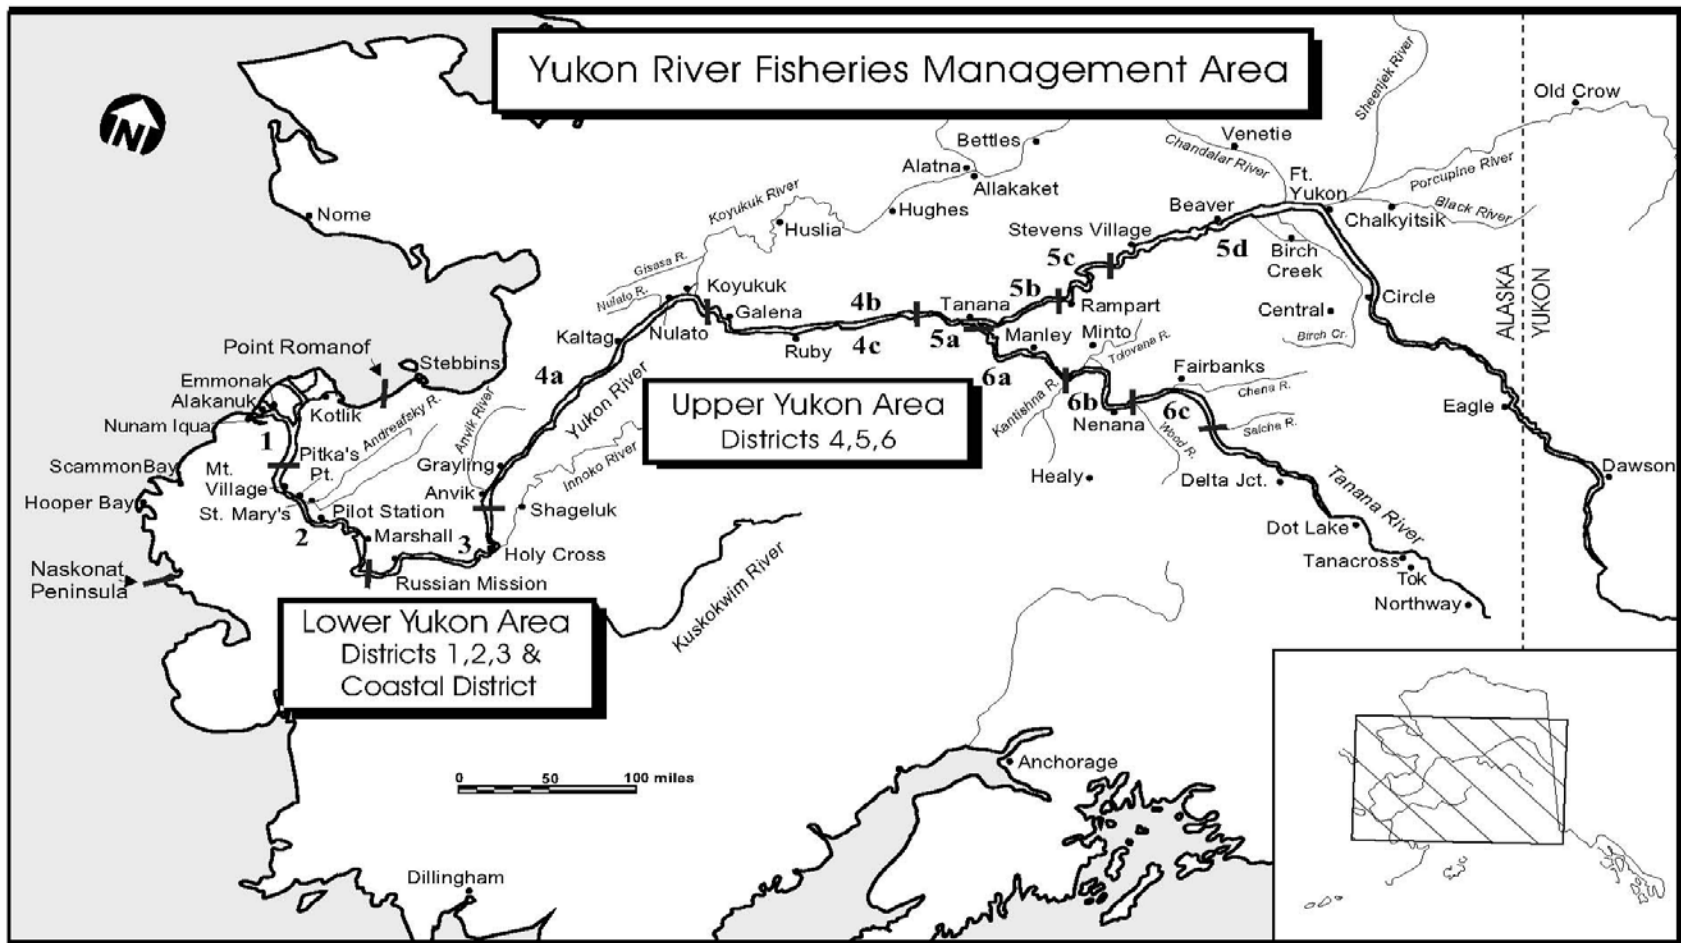 Yukon River Fisheries Management Area
N
Nome
Bettles
Alatna
Allakaket
Hughes
Huslia
Koyukuk River
Venetie
Chandalar River
Sheenjek River
Old Crow
Porcupine River
Ft.
Yukon
Black River
Chalkyitsik
Beaver
Stevens Village
5c
5d
Birch
Creek
Gisasa R.
Nulato R.
Koyukuk
Galena
Nulato
Kaltag
4a
Yukon River
4b
4c
Ruby
Tanana
5a
5b
Rampart
Manley
Minto
Tolovana R.
6a
Kantishna R.
6b
Nenana
Wood R.
Fairbanks
Chena R.
6c
Salcha R.
Central
Birch Cr.
Circle
ALASKA
YUKON
Eagle
Dawson
Healy
Delta Jct.
Tanana River
Dot Lake
Tanacross
Tok
Northway
Point Romanof
Stebbins
Emmonak
Alakanuk
Kotlik
Nunam Iqua
1
Andreafsky R.
Anvik River
Pitka's
Pt.
Scammon Bay
Mt.
Village
Hooper Bay
St. Mary's
Pilot Station
2
Marshall
3
Grayling
Anvik
Innoko River
Shageluk
Holy Cross
Russian Mission
Naskonat
Peninsula
Kuskokwim River
Upper Yukon Area
Districts 4,5,6
Lower Yukon Area
Districts 1,2,3 &
Coastal District
0 50 100 miles
Anchorage
Dillingham